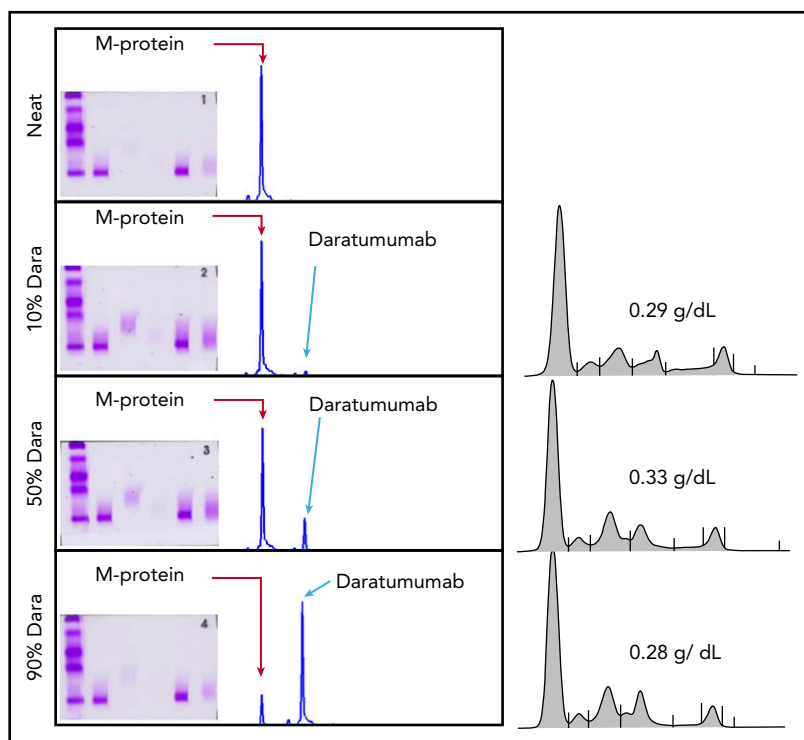 Neat
M-protein
1
10% Dara
M-protein
Daratumumab
2
0.29 g/dL
50% Dara
M-protein
Daratumumab
3
0.33 g/dL
90% Dara
M-protein
Daratumumab
4
0.28 g/ dL